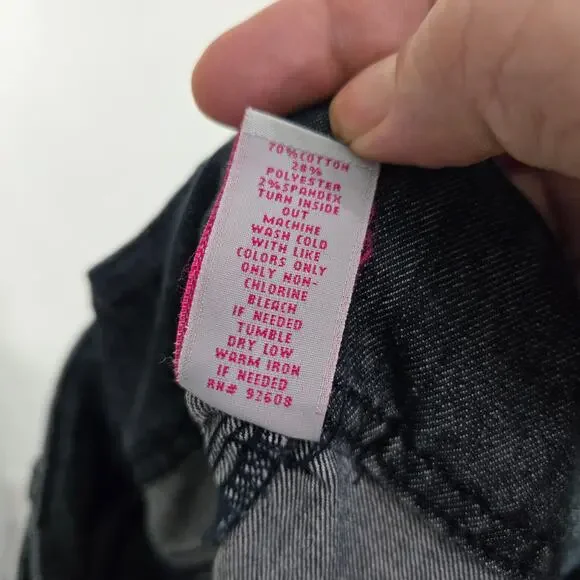 70%COTTON
28%
POLYESTER
2%SPANDEX
TURN INSIDE
OUT
MACHINE
WASH COLD
WITH LIKE
COLORS ONLY
ONLY NON-
CHLORINE
BLEACH
IF NEEDED
TUMBLE
DRY LOW
WARM IRON
IF NEEDED
RN# 92608